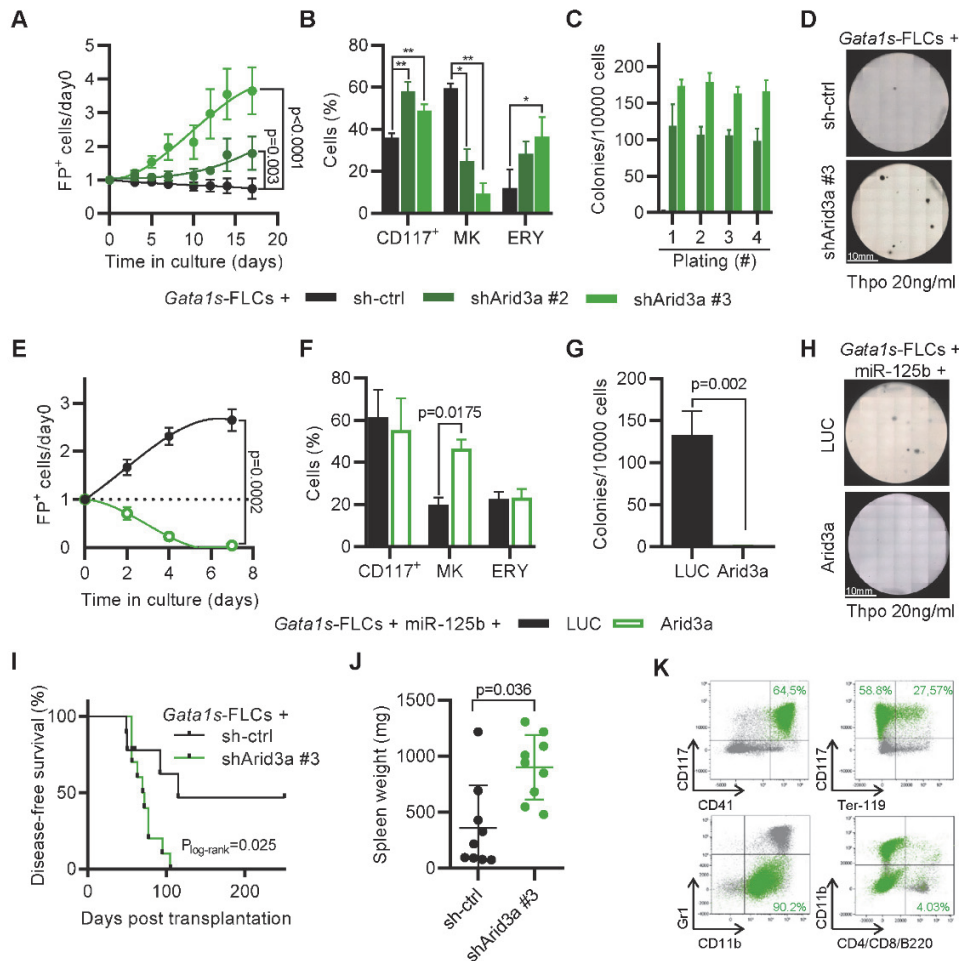 A
FP+ cells/day0
5
4
3
2
1
0
0 5 10 15 20
Time in culture (days)
p<0.0001
p=0.003
B
Cells (%)
80
60
40
20
0
**
**
**
*
*
CD117+ MK ERY
C
Colonies/10000 cells
200
150
100
50
0
1 2 3 4
Plating (#)
D
Gata1s-FLCs +
sh-ctrl
shArid3a #3
10mm
Thpo 20ng/ml
Gata1s-FLCs + sh-ctrl shArid3a #2 shArid3a #3
E
FP+ cells/day0
3
2
1
0
0 2 4 6 8
Time in culture (days)
p=0.0002
F
Cells (%)
80
60
40
20
0
p=0.0175
CD117+ MK ERY
G
Colonies/10000 cells
200
150
100
50
0
p=0.002
LUC Arid3a
H
Gata1s-FLCs +
miR-125b +
LUC
Arid3a
10mm
Thpo 20ng/ml
Gata1s-FLCs + miR-125b + LUC Arid3a
I
Disease-free survival (%)
100
50
0
0 100 200
Days post transplantation
Gata1s-FLCs +
sh-ctrl
shArid3a #3
Plog-rank=0.025
J
Spleen weight (mg)
1500
1000
500
0
p=0.036
sh-ctrl
shArid3a #3
K
64,5%
CD117
CD41
58.8% 27,57%
CD117
Ter-119
90.2%
Gr1
CD11b
4.03%
CD11b
CD4/CD8/B220